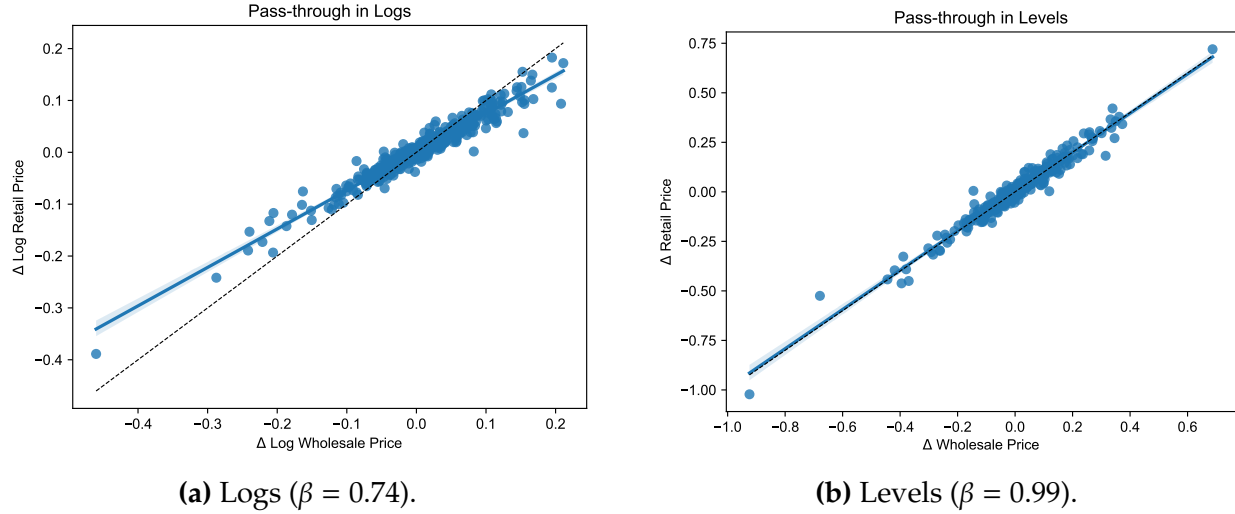 Pass-through in Logs
0.2
0.1
0.0
−0.1
−0.2
−0.3
−0.4
Δ Log Retail Price
−0.4 −0.3 −0.2 −0.1 0.0 0.1 0.2
Δ Log Wholesale Price
(a) Logs (β = 0.74).
Pass-through in Levels
0.75
0.50
0.25
0.00
−0.25
−0.50
−0.75
−1.00
Δ Retail Price
−1.0 −0.8 −0.6 −0.4 −0.2 0.0 0.2 0.4 0.6
Δ Wholesale Price
(b) Levels (β = 0.99).